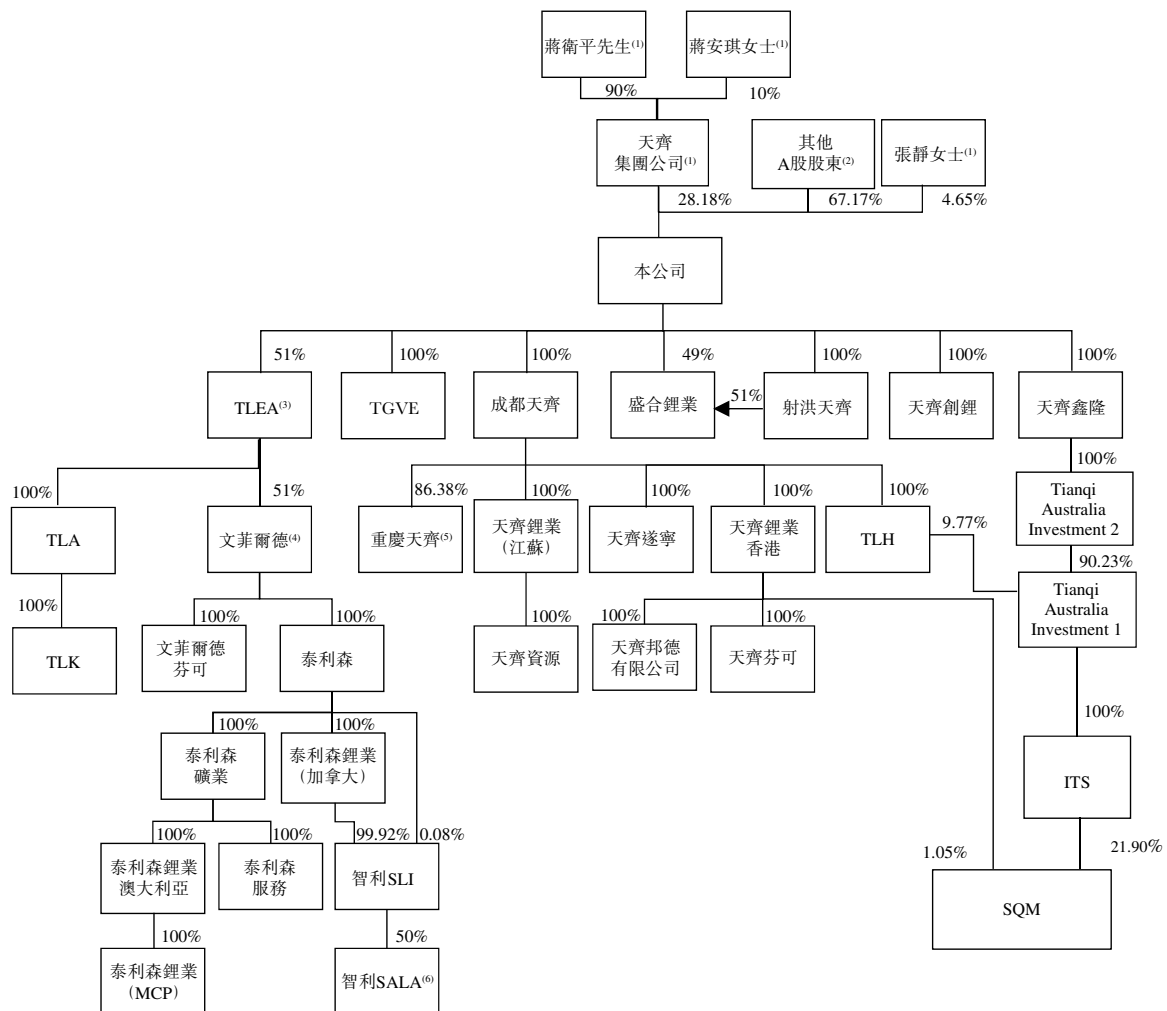 蔣衛平先生(1)
蔣安琪女士(1)
90%
10%
天齊
集團公司(1)
其他
A股股東(2)
張靜女士(1)
28.18%
67.17%
4.65%
本公司
51%
100%
100%
49%
100%
100%
100%
TLEA(3)
TGVE
成都天齊
盛合鋰業
51%
射洪天齊
天齊創鋰
天齊鑫隆
100%
51%
86.38%
100%
100%
100%
100%
100%
TLA
文菲爾德(4)
重慶天齊(5)
天齊鋰業
(江蘇)
天齊遂寧
天齊鋰業
香港
TLH
9.77%
Tianqi
Australia
Investment 2
90.23%
100%
100%
100%
100%
100%
100%
TLK
文菲爾德
芬可
泰利森
天齊資源
天齊邦德
有限公司
天齊芬可
Tianqi
Australia
Investment 1
100%
100%
100%
泰利森
礦業
泰利森鋰業
(加拿大)
ITS
100%
100%
99.92%
0.08%
1.05%
21.90%
泰利森鋰業
澳大利亞
泰利森
服務
智利SLI
SQM
100%
50%
泰利森鋰業
(MCP)
智利SALA(6)